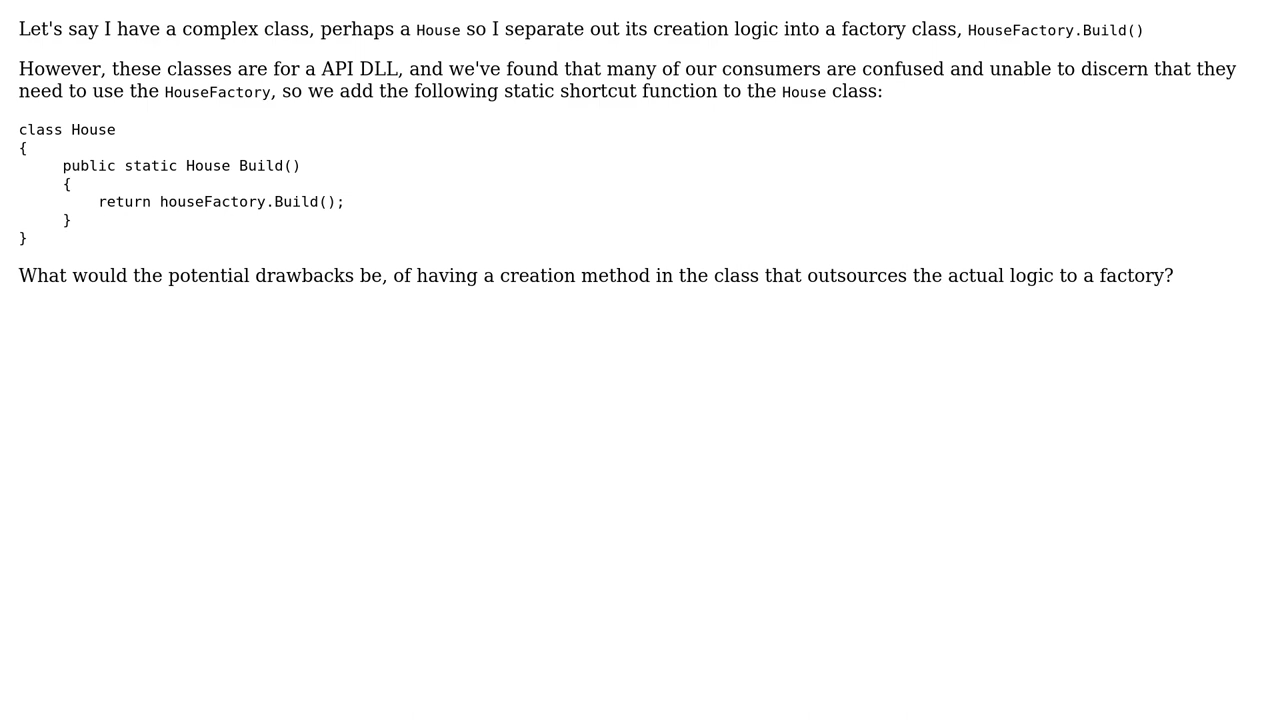 Let's say I have a complex class, perhaps a House so I separate out its creation logic into a factory class, HouseFactory.Build()
However, these classes are for a API DLL, and we've found that many of our consumers are confused and unable to discern that they
need to use the HouseFactory, so we add the following static shortcut function to the House class:
class House
{
     public static House Build()
     {
         return houseFactory.Build();
     }
}
What would the potential drawbacks be, of having a creation method in the class that outsources the actual logic to a factory?